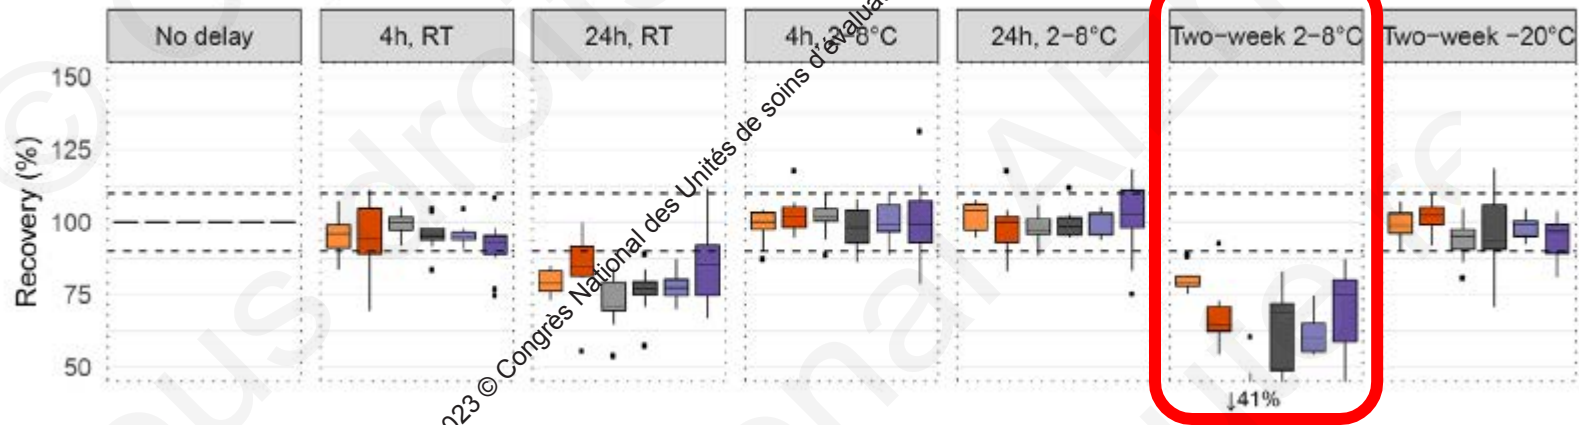 No delay
4h, RT
24h, RT
4h, 2-8°C
24h, 2-8°C
Two-week 2-8°C
Two-week -20°C
Recovery (%)
150
125
100
75
50
↓41%
023 © Congrès National des Unités de soins d'évalua